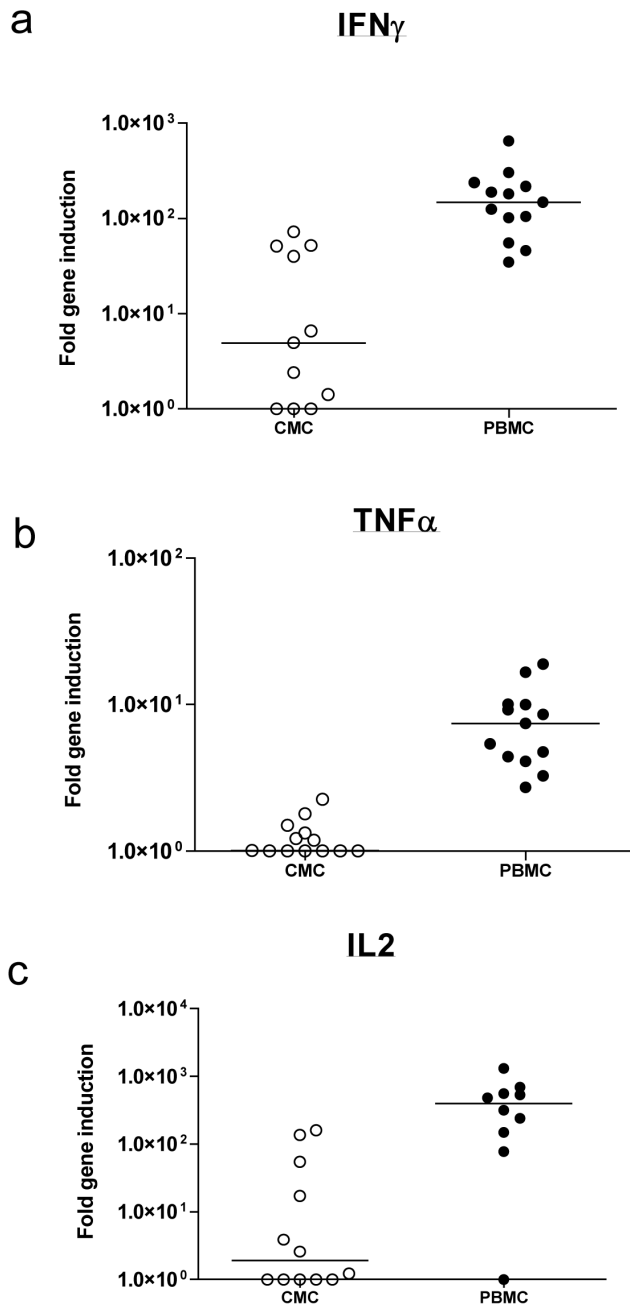 a
IFNγ
1.0×10³
1.0×10²
1.0×10¹
1.0×10⁰
Fold gene induction
CMC
PBMC
b
TNFα
1.0×10²
1.0×10¹
1.0×10⁰
Fold gene induction
CMC
PBMC
c
IL2
1.0×10⁴
1.0×10³
1.0×10²
1.0×10¹
1.0×10⁰
Fold gene induction
CMC
PBMC